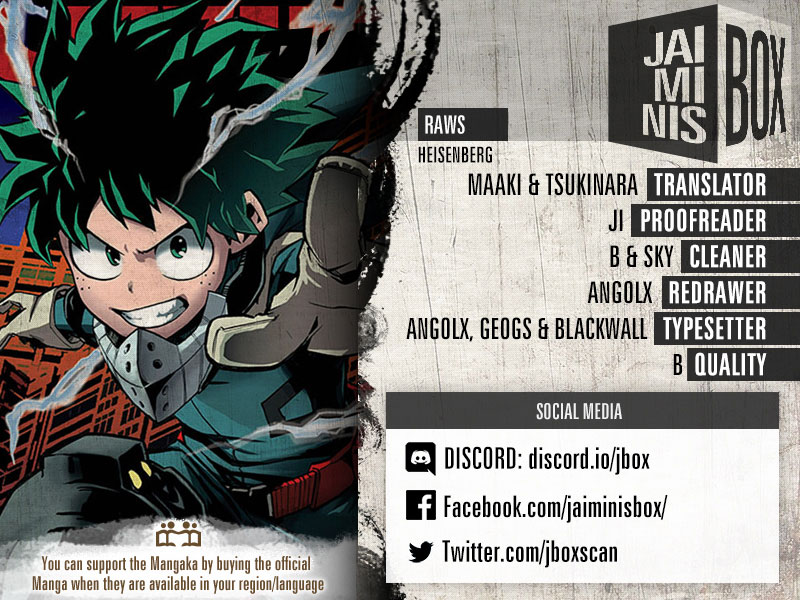 JAI
MI
NIS
BOX
RAWS
HEISENBERG
MAAKI & TSUKINARA TRANSLATOR
JI PROOFREADER
B & SKY CLEANER
ANGOLX REDRAWER
ANGOLX, GEOGS & BLACKWALL TYPESETTER
B QUALITY
SOCIAL MEDIA
DISCORD: discord.io/jbox
Facebook.com/jaiminisbox/
Twitter.com/jboxscan
You can support the Mangaka by buying the official
Manga when they are available in your region/language